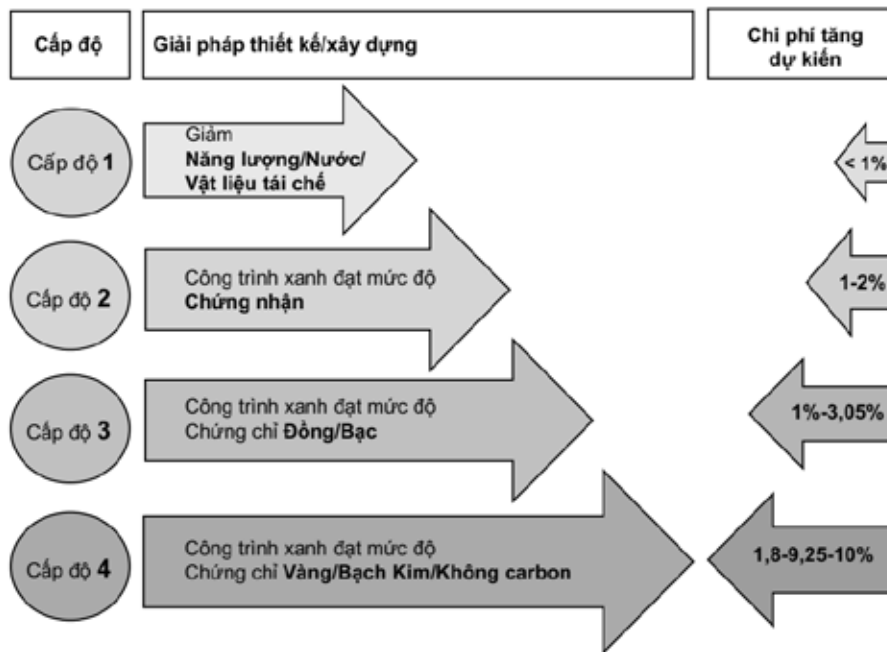 Cấp độ
Giải pháp thiết kế/xây dựng
Chi phí tăng
dự kiến
Cấp độ 1
Giảm
Năng lượng/Nước/
Vật liệu tái chế
< 1%
Cấp độ 2
Công trình xanh đạt mức độ
Chứng nhận
1-2%
Cấp độ 3
Công trình xanh đạt mức độ
Chứng chỉ Đồng/Bạc
1%-3,05%
Cấp độ 4
Công trình xanh đạt mức độ
Chứng chỉ Vàng/Bạch Kim/Không carbon
1,8-9,25-10%